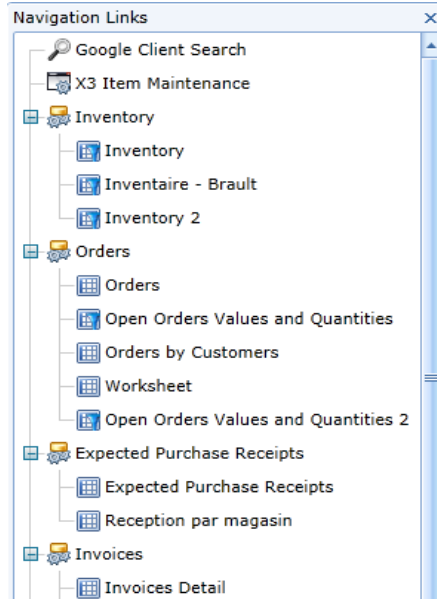 Navigation Links
Google Client Search
X3 Item Maintenance
Inventory
Inventory
Inventaire - Brault
Inventory 2
Orders
Orders
Open Orders Values and Quantities
Orders by Customers
Worksheet
Open Orders Values and Quantities 2
Expected Purchase Receipts
Expected Purchase Receipts
Reception par magasin
Invoices
Invoices Detail